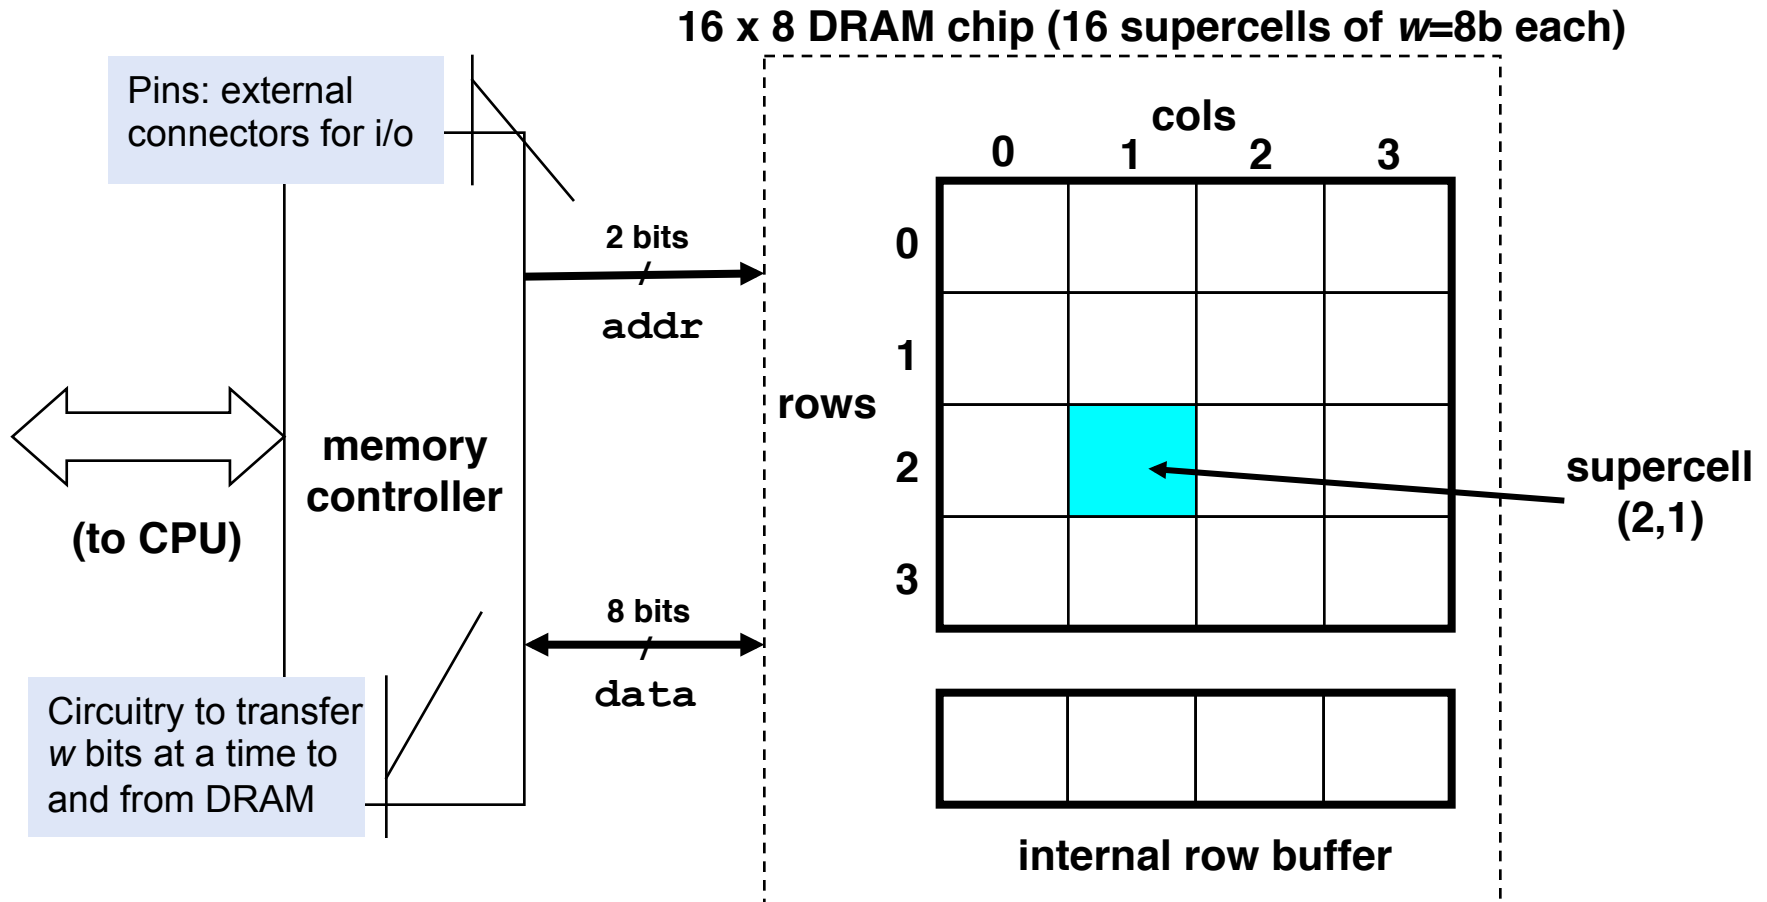 16 x 8 DRAM chip (16 supercells of w=8b each)
Pins: external
connectors for i/o
cols
0 1 2 3
2 bits
addr
0
1
rows
2
3
memory
controller
(to CPU)
supercell
(2,1)
8 bits
data
Circuitry to transfer
w bits at a time to
and from DRAM
internal row buffer